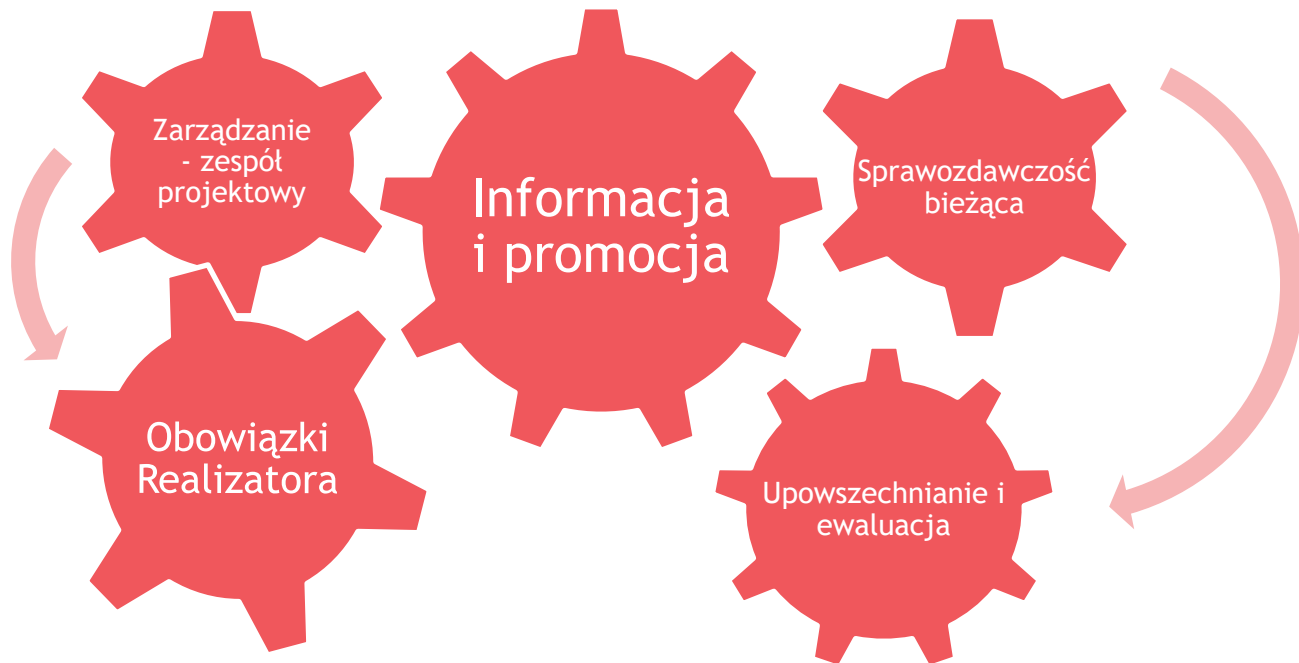 Zarządzanie
- zespół
projektowy
Informacja
i promocja
Sprawozdawczość
bieżąca
Obowiązki
Realizatora
Upowszechnianie i
ewaluacja